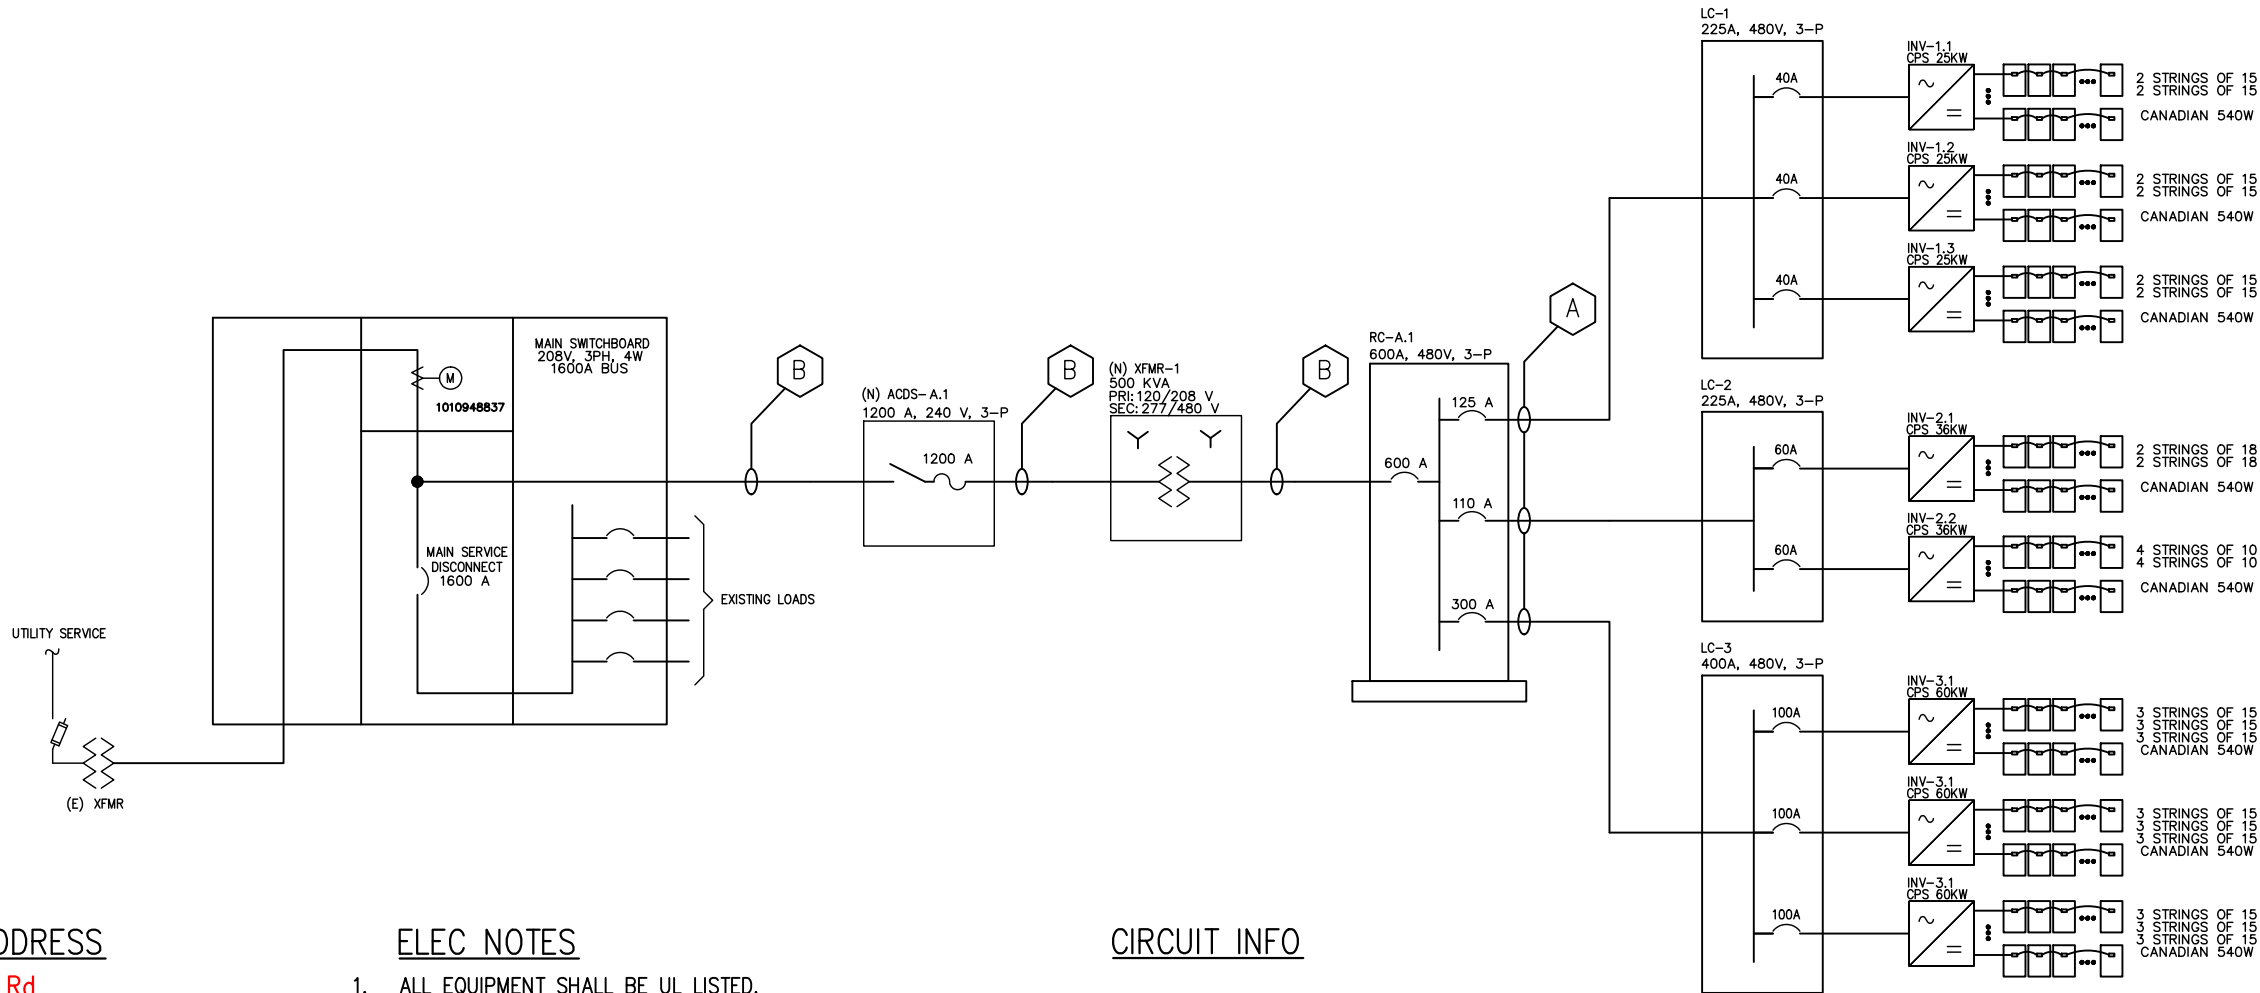 LC-1
225A, 480V, 3-P
40A
40A
40A
INV-1.1
CPS 25KW
2 STRINGS OF 15
2 STRINGS OF 15
CANADIAN 540W
INV-1.2
CPS 25KW
2 STRINGS OF 15
2 STRINGS OF 15
CANADIAN 540W
INV-1.3
CPS 25KW
2 STRINGS OF 15
2 STRINGS OF 15
CANADIAN 540W
MAIN SWITCHBOARD
208V, 3PH, 4W
1600A BUS
M
1010948837
MAIN SERVICE
DISCONNECT
1600 A
EXISTING LOADS
UTILITY SERVICE
(E) XFMR
B
(N) ACDS-A.1
1200 A, 240 V, 3-P
1200 A
B
(N) XFMR-1
500 KVA
PRI: 120/208 V
SEC: 277/480 V
B
RC-A.1
600A, 480V, 3-P
600 A
125 A
110 A
300 A
A
LC-2
225A, 480V, 3-P
60A
60A
INV-2.1
CPS 36KW
2 STRINGS OF 18
2 STRINGS OF 18
CANADIAN 540W
INV-2.2
CPS 36KW
4 STRINGS OF 10
4 STRINGS OF 10
CANADIAN 540W
LC-3
400A, 480V, 3-P
100A
100A
100A
INV-3.1
CPS 60KW
3 STRINGS OF 15
3 STRINGS OF 15
3 STRINGS OF 15
CANADIAN 540W
INV-3.1
CPS 60KW
3 STRINGS OF 15
3 STRINGS OF 15
3 STRINGS OF 15
CANADIAN 540W
INV-3.1
CPS 60KW
3 STRINGS OF 15
3 STRINGS OF 15
3 STRINGS OF 15
CANADIAN 540W
DDRESS
Rd
ELEC NOTES
1. ALL EQUIPMENT SHALL BE UL LISTED.
CIRCUIT INFO